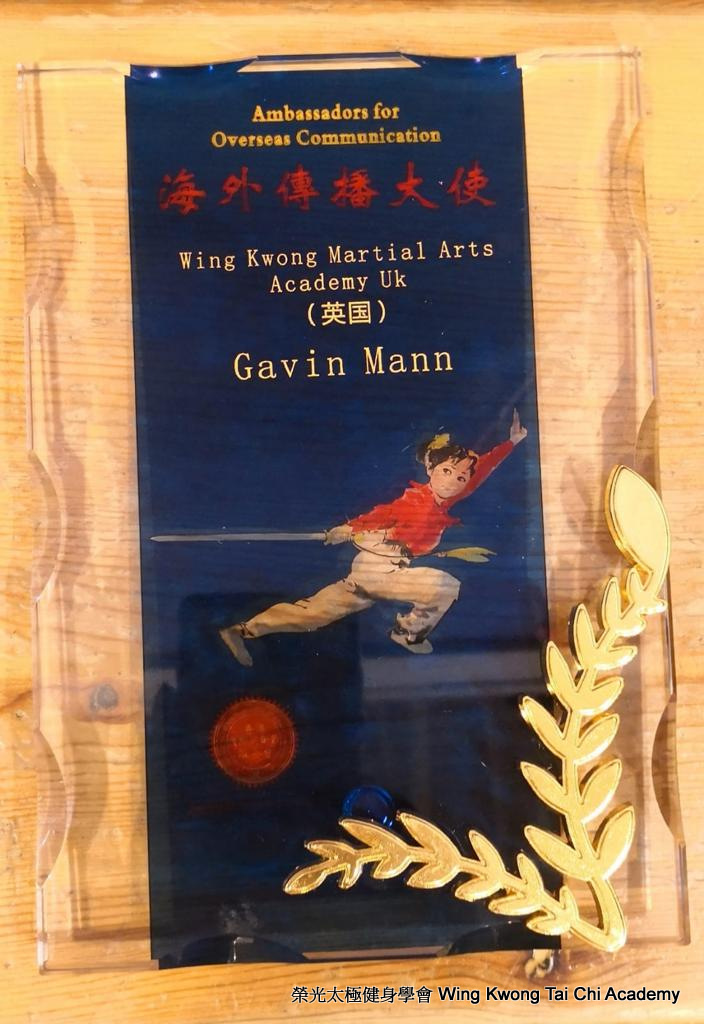 Ambassadors for
Overseas Communication
海外傳播大使
Wing Kwong Martial Arts
Academy Uk
（英国）
Gavin Mann
榮光太極健身學會 Wing Kwong Tai Chi Academy